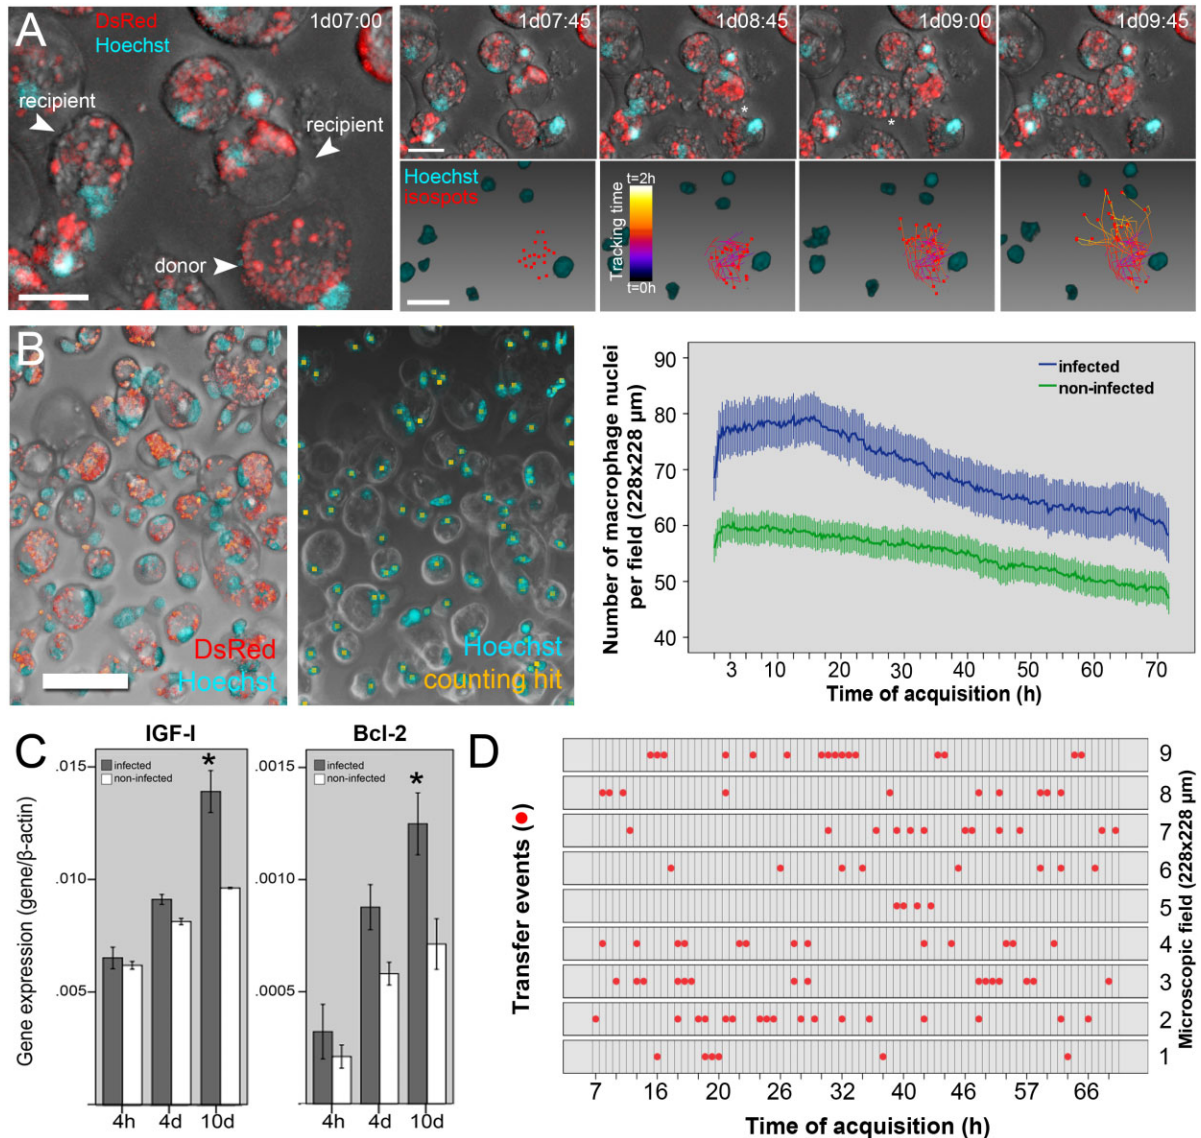 A
DsRed
Hoechst
1d07:00
recipient
recipient
donor
1d07:45
1d08:45
*
1d09:00
*
1d09:45
Hoechst
isospots
t=2h
Tracking time
t=0h
B
DsRed
Hoechst
Hoechst
counting hit
Number of macrophage nuclei
per field (228x228 µm)
90
80
70
60
50
40
infected
non-infected
3 10 20 30 40 50 60 70
Time of acquisition (h)
C
IGF-I
Gene expression (gene/β-actin)
.015
.010
.005
infected
non-infected
*
4h 4d 10d
Bcl-2
.0015
.0010
.0005
infected
non-infected
*
4h 4d 10d
D
Transfer events (●)
9
8
7
6
5
4
3
2
1
Microscopic field (228x228 µm)
7 16 20 26 32 40 46 57 66
Time of acquisition (h)